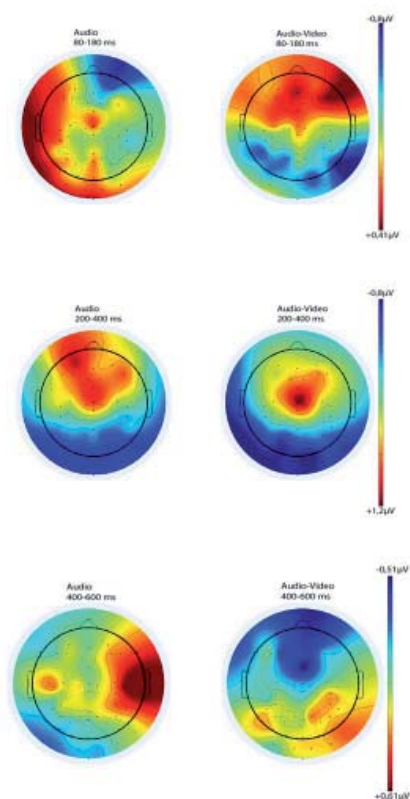 -0,8µV
Audio
80-180 ms
Audio-Video
80-180 ms
+0,41µV
-0,8µV
Audio
200-400 ms
Audio-Video
200-400 ms
+1,2µV
-0,51µV
Audio
400-600 ms
Audio-Video
400-600 ms
+0,61µV